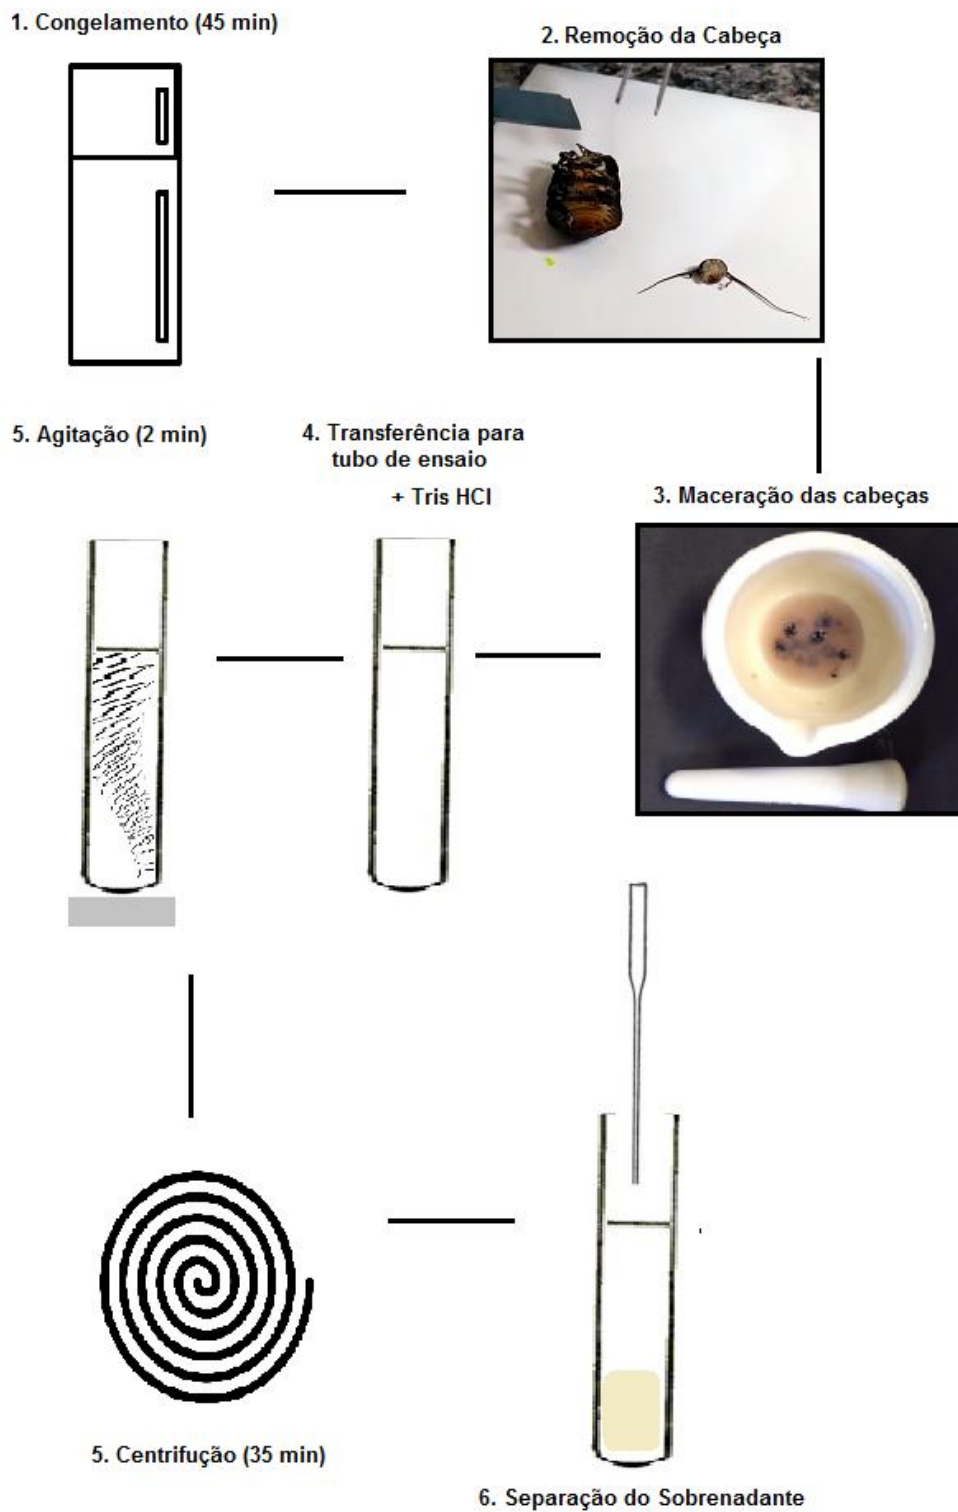 1. Congelamento (45 min)
2. Remoção da Cabeça
3. Maceração das cabeças
4. Transferência para
tubo de ensaio
+ Tris HCl
5. Agitação (2 min)
5. Centrifução (35 min)
6. Separação do Sobrenadante